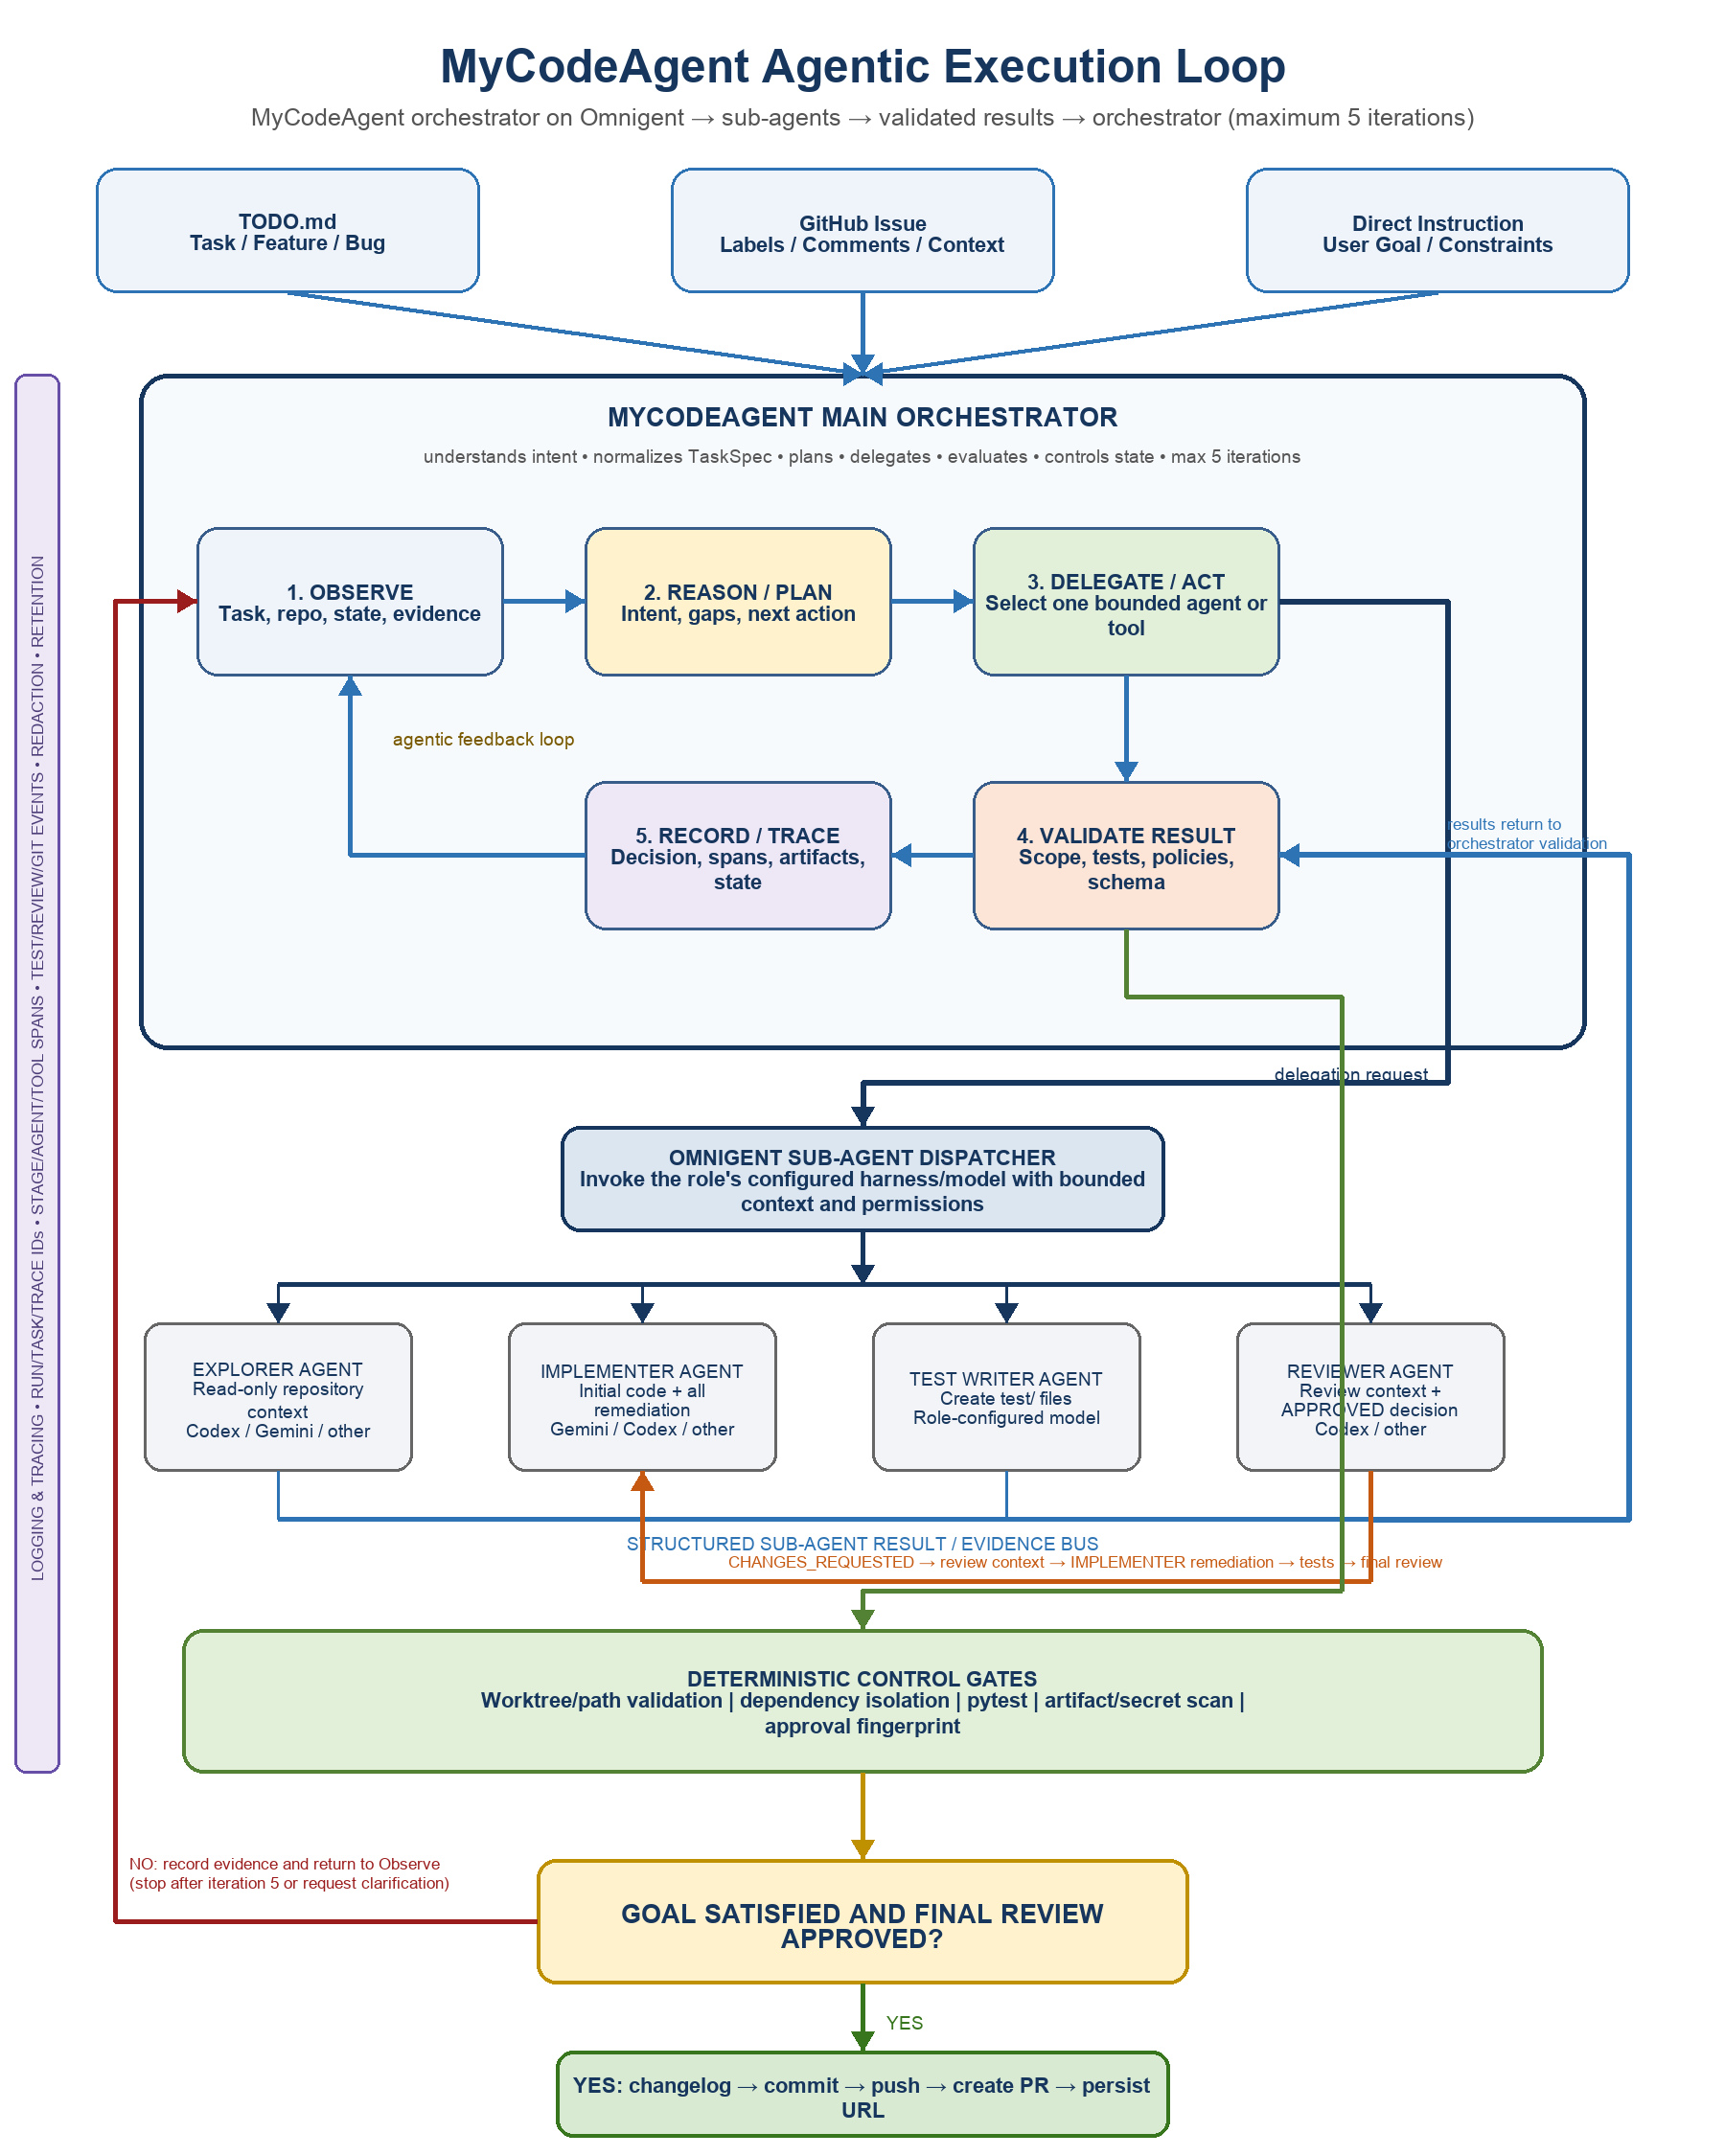 MyCodeAgent Agentic Execution Loop
MyCodeAgent orchestrator on Omnigent → sub-agents → validated results → orchestrator (maximum 5 iterations)
TODO.md
Task / Feature / Bug
GitHub Issue
Labels / Comments / Context
Direct Instruction
User Goal / Constraints
MYCODEAGENT MAIN ORCHESTRATOR
understands intent • normalizes TaskSpec • plans • delegates • evaluates • controls state • max 5 iterations
1. OBSERVE
Task, repo, state, evidence
2. REASON / PLAN
Intent, gaps, next action
3. DELEGATE / ACT
Select one bounded agent or
tool
agentic feedback loop
5. RECORD / TRACE
Decision, spans, artifacts,
state
4. VALIDATE RESULT
Scope, tests, policies,
schema
results return to
orchestrator validation
LOGGING & TRACING • RUN/TASK/TRACE IDs • STAGE/AGENT/TOOL SPANS • TEST/REVIEW/GIT EVENTS • REDACTION • RETENTION
delegation request
OMNIGENT SUB-AGENT DISPATCHER
Invoke the role's configured harness/model with bounded
context and permissions
EXPLORER AGENT
Read-only repository
context
Codex / Gemini / other
IMPLEMENTER AGENT
Initial code + all
remediation
Gemini / Codex / other
TEST WRITER AGENT
Create test/ files
Role-configured model
REVIEWER AGENT
Review context +
APPROVED decision
Codex / other
STRUCTURED SUB-AGENT RESULT / EVIDENCE BUS
CHANGES_REQUESTED → review context → IMPLEMENTER remediation → tests → final review
DETERMINISTIC CONTROL GATES
Worktree/path validation | dependency isolation | pytest | artifact/secret scan |
approval fingerprint
NO: record evidence and return to Observe
(stop after iteration 5 or request clarification)
GOAL SATISFIED AND FINAL REVIEW
APPROVED?
YES
YES: changelog → commit → push → create PR → persist
URL